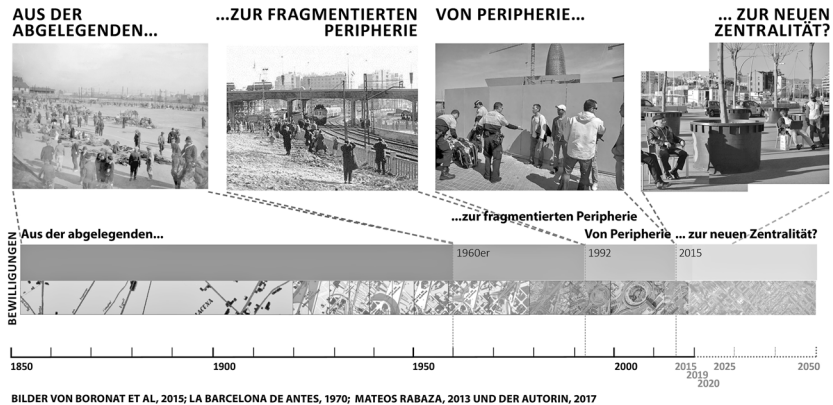 AUS DER
ABGELEGENDEN...
...ZUR FRAGMENTIERTEN
PERIPHERIE
VON PERIPHERIE...
... ZUR NEUEN
ZENTRALITÄT?
...zur fragmentierten Peripherie
Aus der abgelegenden...
Von Peripherie ... zur neuen Zentralität?
BEWILLIGUNGEN
1960er
1992
2015
1850
1900
1950
2000
2015
2019
2020
2025
2050
BILDER VON BORONAT ET AL, 2015; LA BARCELONA DE ANTES, 1970; MATEOS RABAZA, 2013 UND DER AUTORIN, 2017